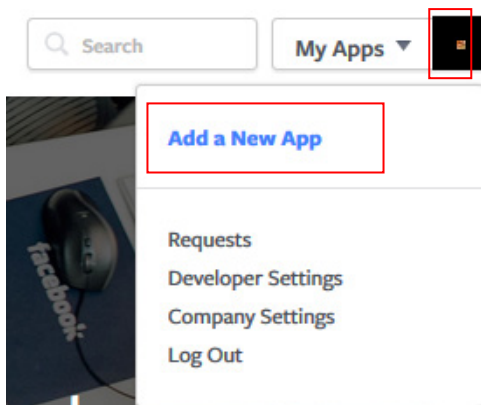 Search
My Apps
Add a New App
Requests
Developer Settings
Company Settings
Log Out
facebook